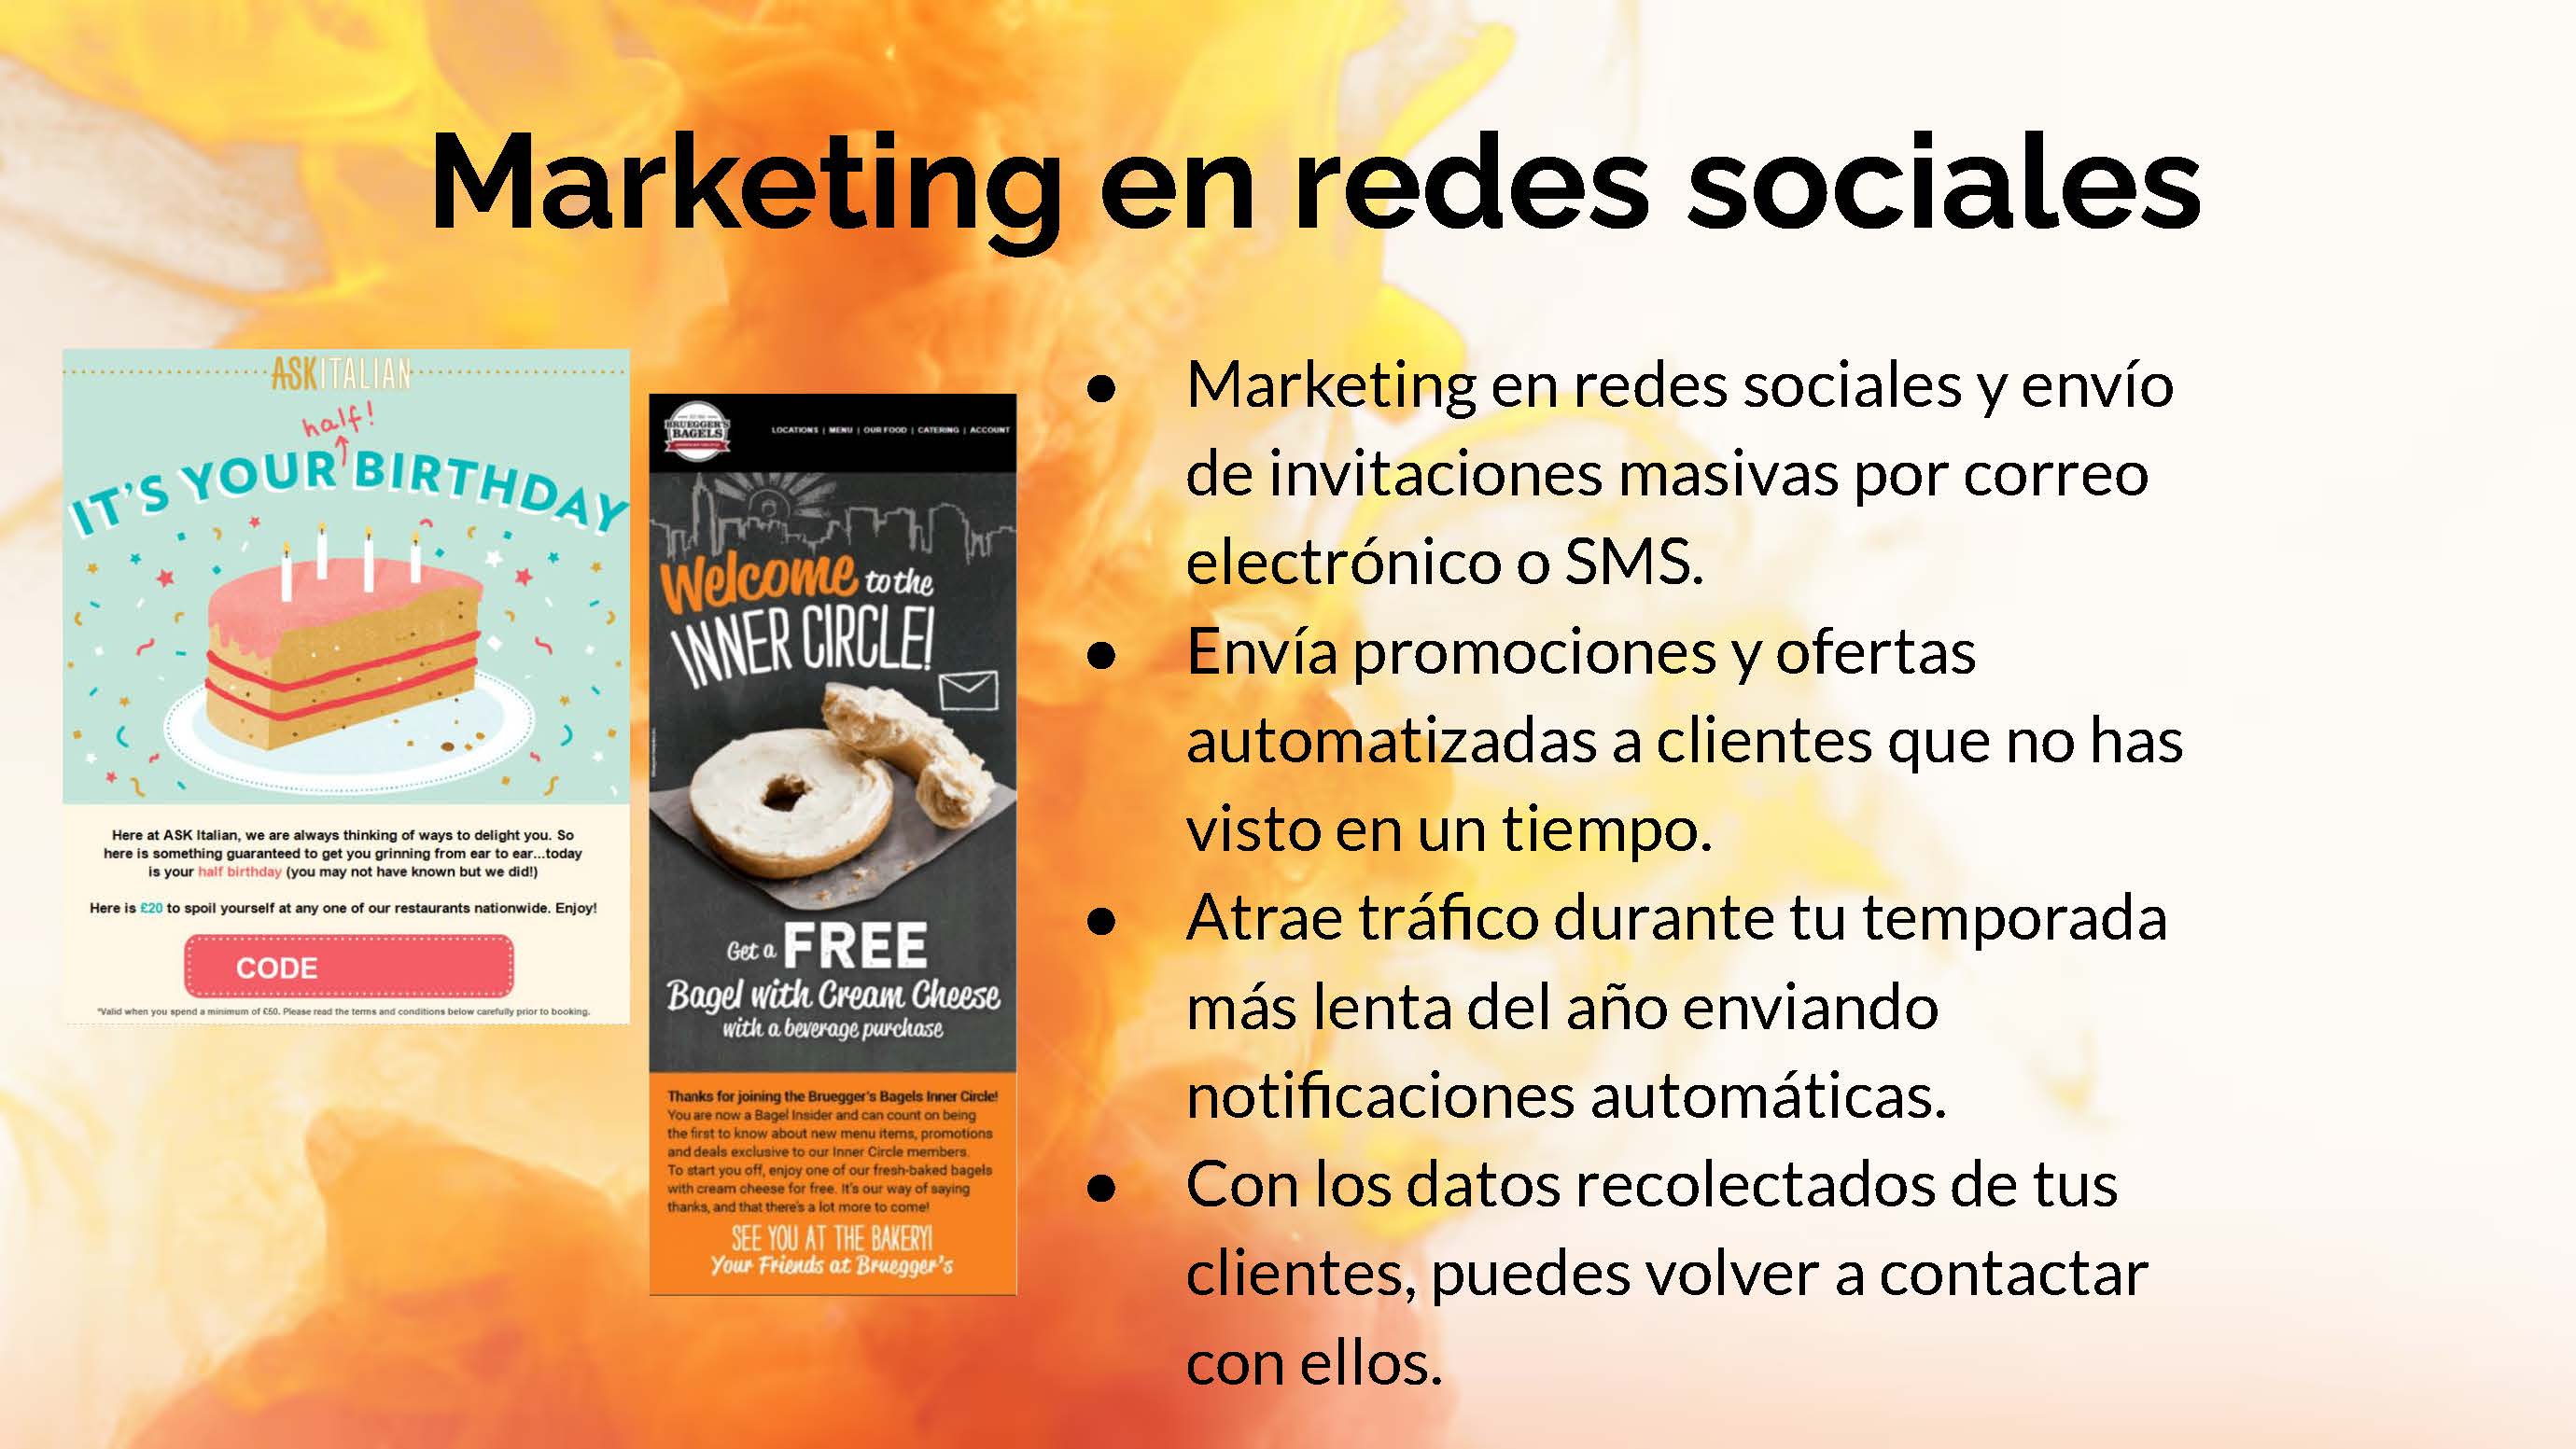 Marketing en redes sociales
ASKITALIAN
half!
IT'S YOUR BIRTHDAY
Here at ASK Italian, we are always thinking of ways to delight you. So
here is something guaranteed to get you grinning from ear to ear...today
is your half birthday (you may not have known but we did!)
Here is £20 to spoil yourself at any one of our restaurants nationwide. Enjoy!
CODE
*Valid when you spend a minimum of £50. Please read the terms and conditions below carefully prior to booking.
BRUEGGER'S
BAGELS
LOCATIONS | MENU | OUR FOOD | CATERING | ACCOUNT
Welcome to the
INNER CIRCLE!
Get a FREE
Bagel with Cream Cheese
with a beverage purchase
Thanks for joining the Bruegger's Bagels Inner Circle!
You are now a Bagel Insider and can count on being
the first to know about new menu items, promotions
and deals exclusive to our Inner Circle members.
To start you off, enjoy one of our fresh-baked bagels
with cream cheese for free. It's our way of saying
thanks, and that there's a lot more to come!
SEE YOU AT THE BAKERY!
Your Friends at Bruegger's
● Marketing en redes sociales y envío
de invitaciones masivas por correo
electrónico o SMS.
● Envía promociones y ofertas
automatizadas a clientes que no has
visto en un tiempo.
● Atrae tráfico durante tu temporada
más lenta del año enviando
notificaciones automáticas.
● Con los datos recolectados de tus
clientes, puedes volver a contactar
con ellos.